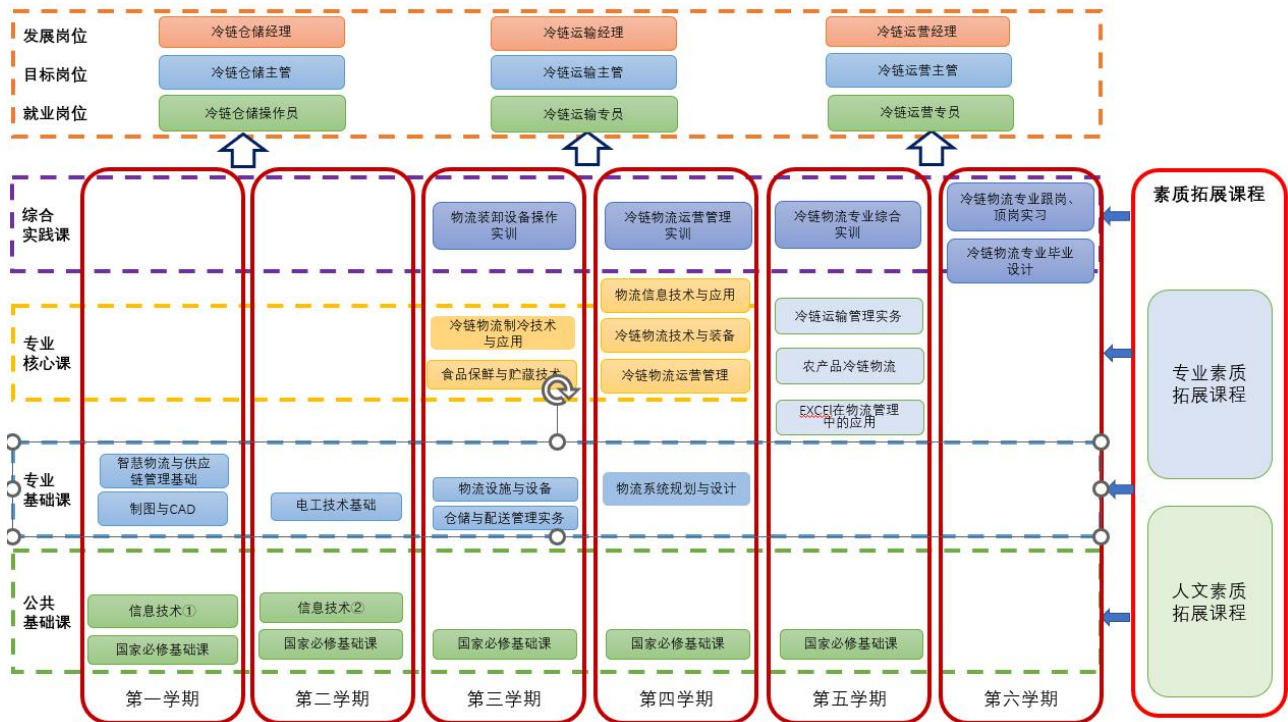 发展岗位
冷链仓储经理
冷链运输经理
冷链运营经理
目标岗位
冷链仓储主管
冷链运输主管
冷链运营主管
就业岗位
冷链仓储操作员
冷链运输专员
冷链运营专员
综合
实践课
物流装卸设备操作
实训
冷链物流运营管理
实训
冷链物流专业综合
实训
冷链物流专业跟岗、
顶岗实习
冷链物流专业毕业
设计
专业
核心课
冷链物流制冷技术
与应用
食品保鲜与贮藏技术
物流信息技术与应用
冷链物流技术与装备
冷链物流运营管理
冷链运输管理实务
农产品冷链物流
EXCEl在物流管理
中的应用
专业
基础课
智慧物流与供应
链管理基础
制图与CAD
电工技术基础
物流设施与设备
仓储与配送管理实务
物流系统规划与设计
公共
基础课
信息技术①
国家必修基础课
信息技术②
国家必修基础课
国家必修基础课
国家必修基础课
国家必修基础课
第一学期
第二学期
第三学期
第四学期
第五学期
第六学期
素质拓展课程
专业素质
拓展课程
人文素质
拓展课程